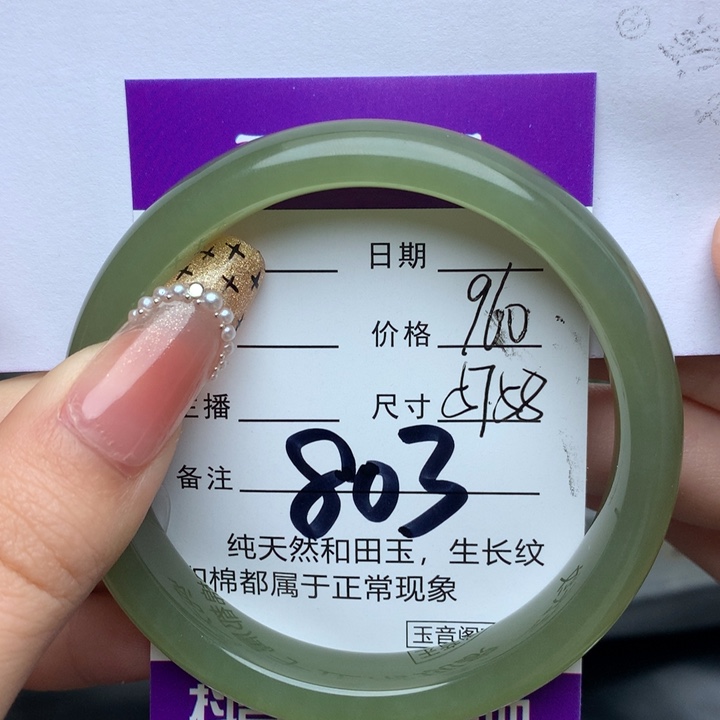 日期
价格 960
主播 尺寸 57/58
备注 803
纯天然和田玉，生长纹
和棉都属于正常现象
玉音阁